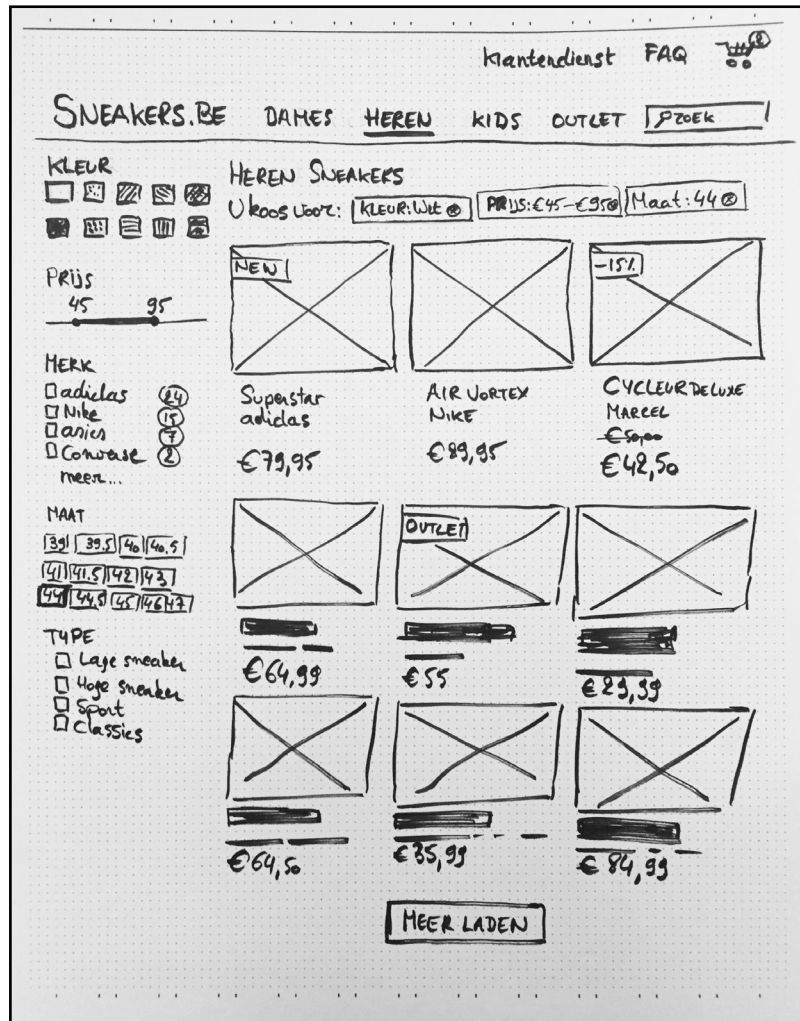 klantendienst FAQ
SNEAKERS.BE DAMES HEREN KIDS OUTLET ZOEK
KLEUR
PRIJS
45 95
MERK
adidas 24
Nike 15
asics 7
Converse 2
meer...
MAAT
39 39.5 40 40.5
41 41.5 42 43
44 44.5 45 46 47
TYPE
Lage sneaker
Hoge sneaker
Sport
Classics
HEREN SNEAKERS
U koos voor: KLEUR: Wit PRIJS: €45-€95 Maat: 44
NEW -15%
Superstar AIR VORTEX CYCLEUR DELUXE
adidas NIKE MARCEL
€50,00
€79,95 €89,95 €42,50
OUTLET
€64,99 €55 €29,99
€64,50 €35,99 €84,99
MEER LADEN